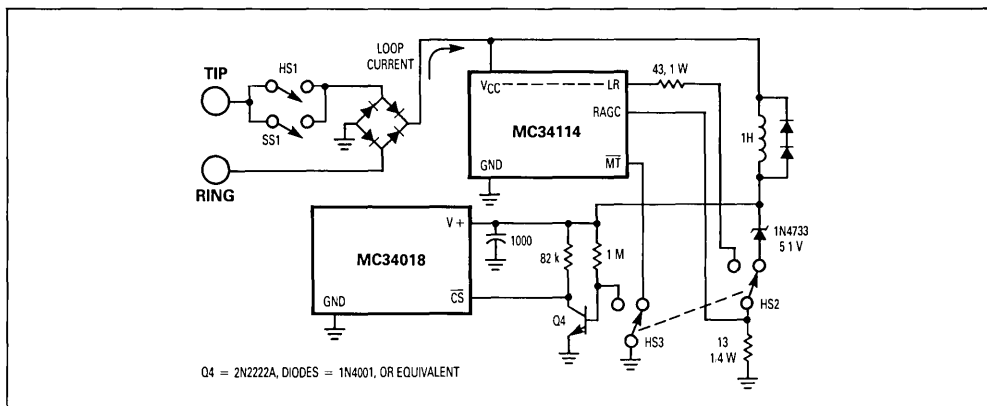 LOOP
CURRENT
HS1
TIP
SS1
RING
VCC
LR
43, 1 W
RAGC
MC34114
GND
MT
1H
1N4733
5 1 V
V +
1000
82 k
1 M
MC34018
CS
GND
Q4
HS3
HS2
13
1/4 W
Q4 = 2N2222A, DIODES = 1N4001, OR EQUIVALENT